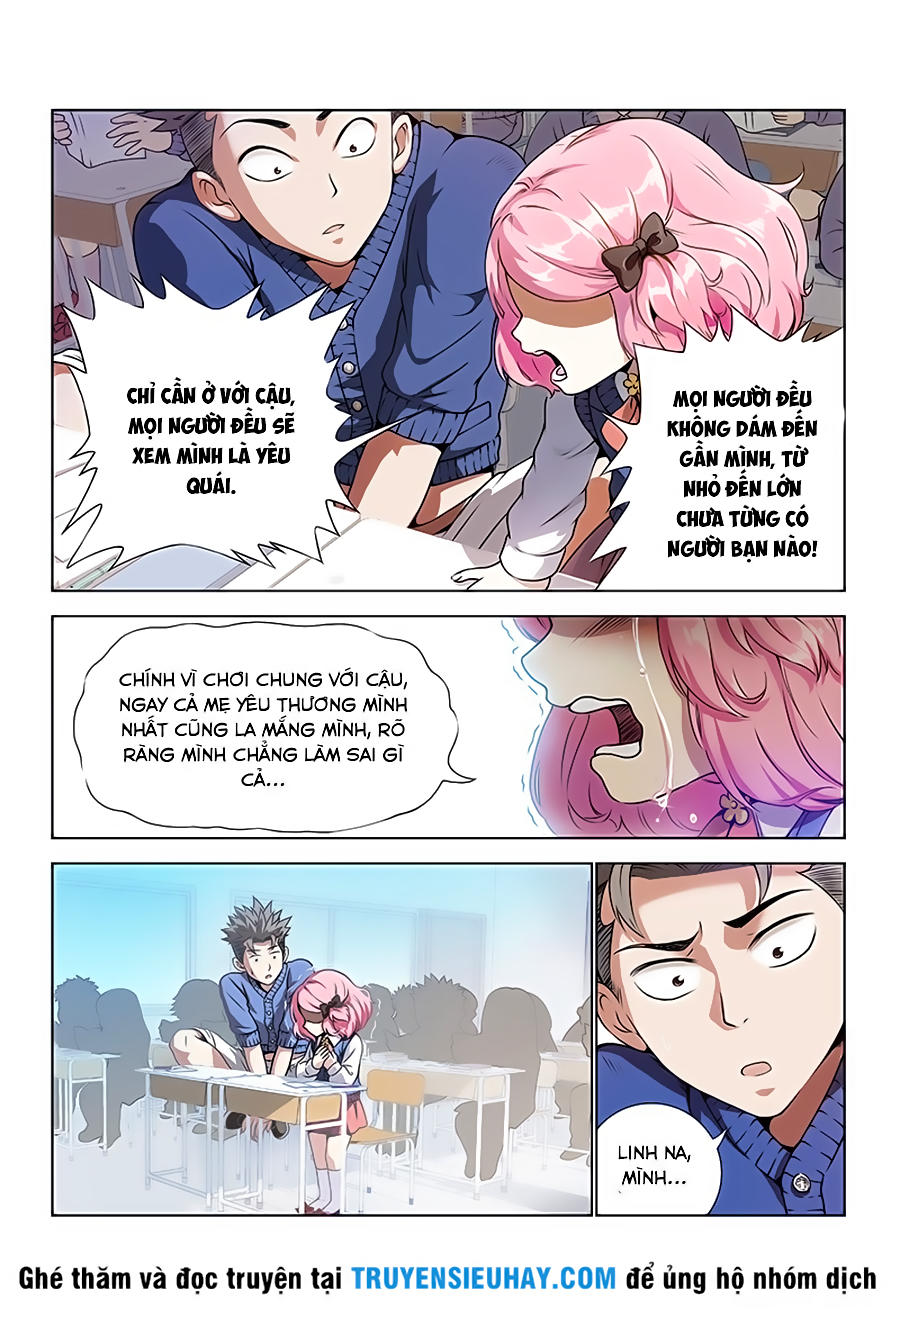 CHỈ CẦN Ở VỚI CẬU,
MỌI NGƯỜI ĐỀU SẼ
XEM MÌNH LÀ YÊU
QUÁI.
MỌI NGƯỜI ĐỀU
KHÔNG DÁM ĐẾN
GẦN MÌNH, TỪ
NHỎ ĐẾN LỚN
CHƯA TỪNG CÓ
NGƯỜI BẠN NÀO!
CHÍNH VÌ CHƠI CHUNG VỚI CẬU,
NGAY CẢ MẸ YÊU THƯƠNG MÌNH
NHẤT CŨNG LA MẮNG MÌNH, RÕ
RÀNG MÌNH CHẲNG LÀM SAI GÌ
CẢ...
LINH NA,
MÌNH...
Ghé thăm và đọc truyện tại TRUYENSIEUHAY.COM để ủng hộ nhóm dịch